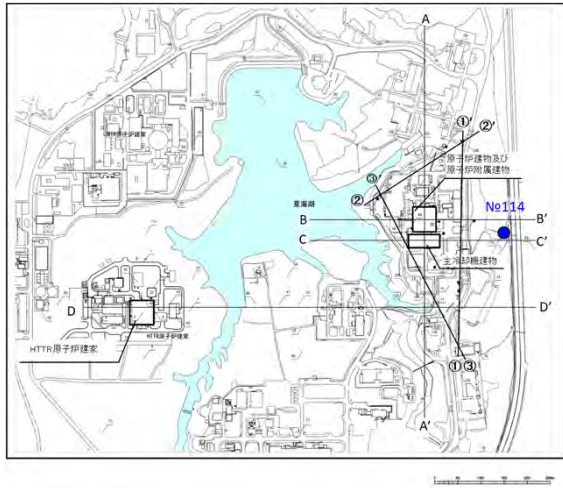 A
①'
②'
原子炉建物及び
原子炉附属建物
③'
夏海湖
②
№114
B
B'
C
C'
主冷却機建物
D
D'
HTTR原子炉建家
HTTR原子炉建家
① ③
A'